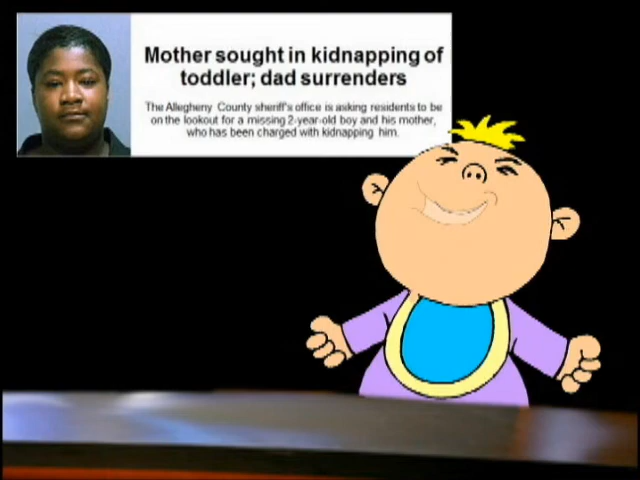 Mother sought in kidnapping of
toddler; dad surrenders
The Allegheny County sheriff's office is asking residents to be
on the lookout for a missing 2-year-old boy and his mother,
who has been charged with kidnapping him.